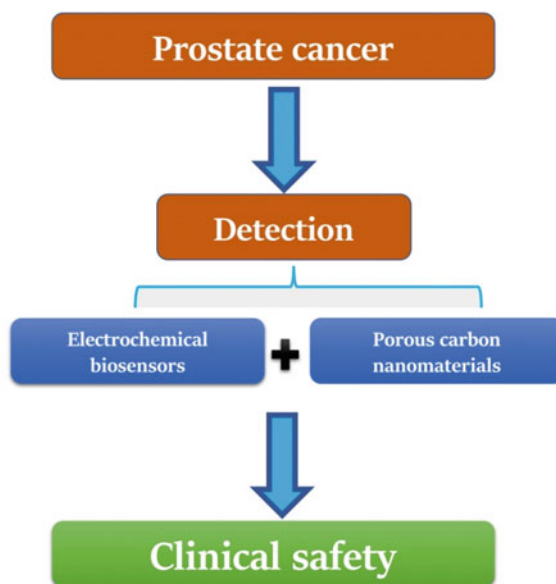 Prostate cancer
Detection
Electrochemical
biosensors
+
Porous carbon
nanomaterials
Clinical safety